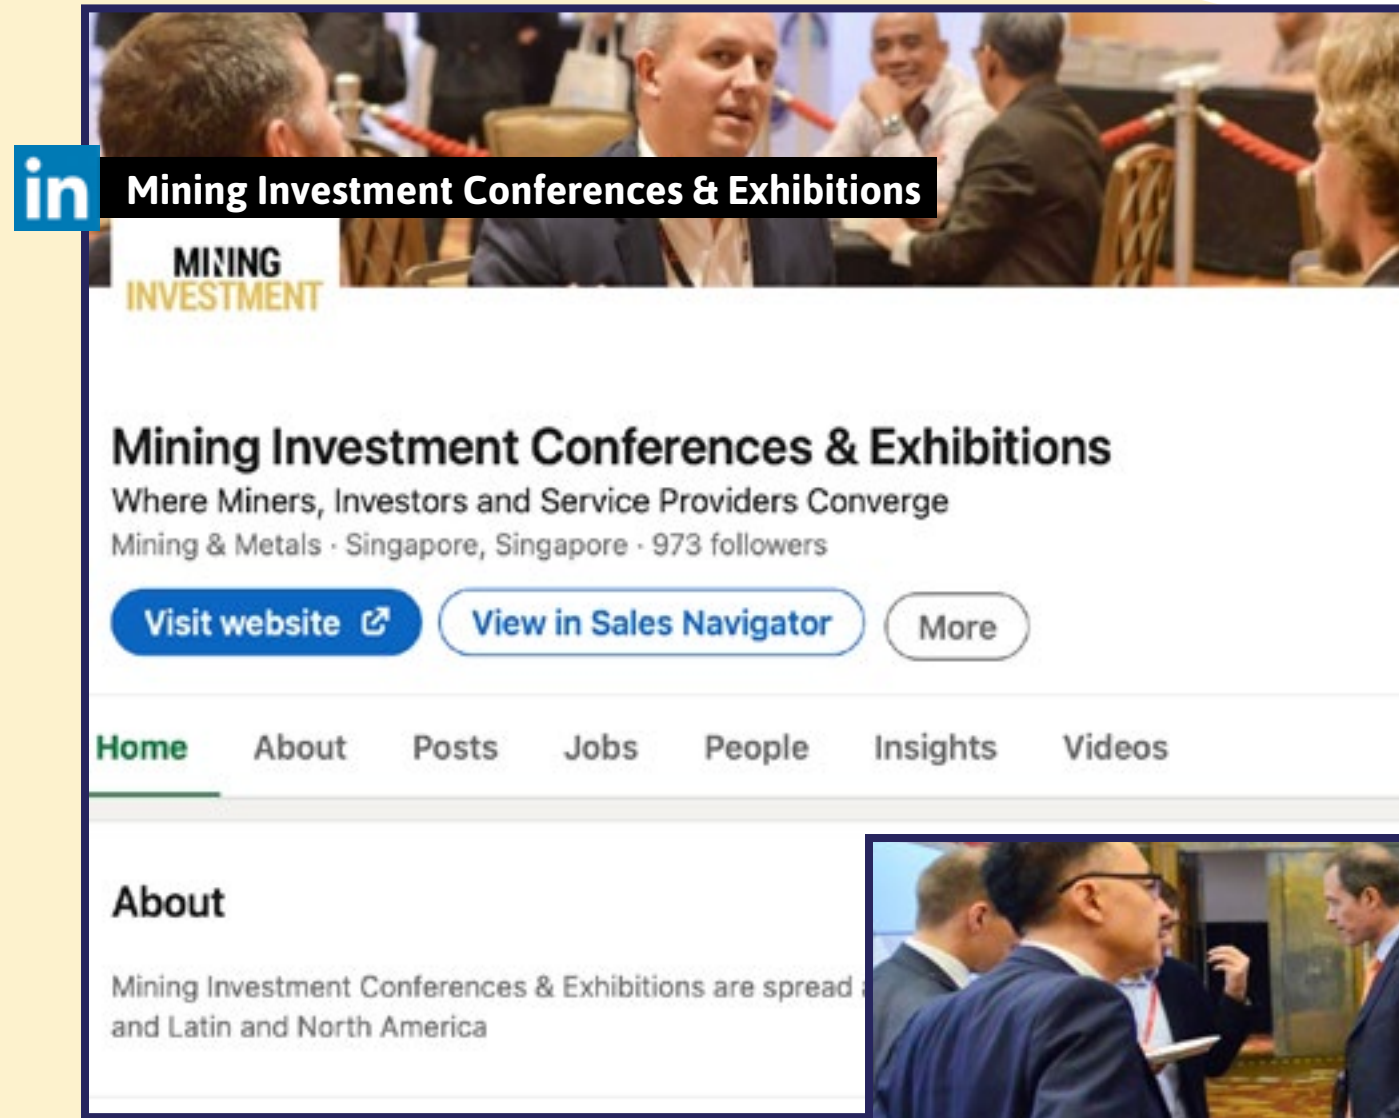 in
Mining Investment Conferences & Exhibitions
MINING
INVESTMENT
Mining Investment Conferences & Exhibitions
Where Miners, Investors and Service Providers Converge
Mining & Metals · Singapore, Singapore · 973 followers
Visit website
View in Sales Navigator
More
Home About Posts Jobs People Insights Videos
About
Mining Investment Conferences & Exhibitions are spread
and Latin and North America